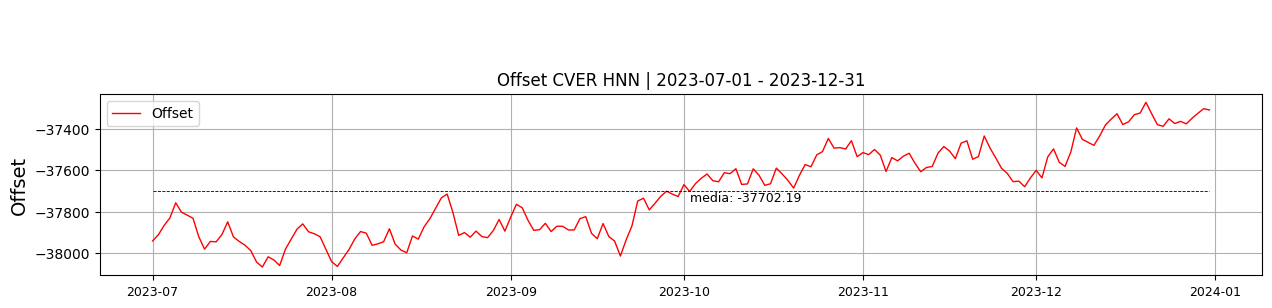 Offset CVER HNN | 2023-07-01 - 2023-12-31
Offset
Offset
−37400
−37600
−37800
−38000
media: -37702.19
2023-07
2023-08
2023-09
2023-10
2023-11
2023-12
2024-01